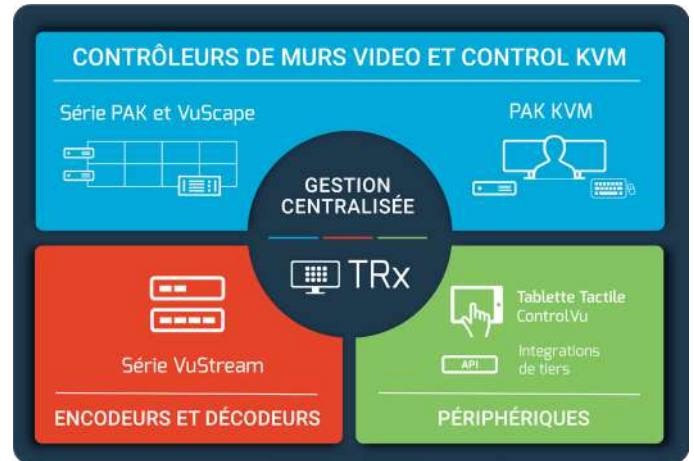 CONTRÔLEURS DE MURS VIDEO ET CONTROL KVM
Série PAK et VuScape
PAK KVM
GESTION
CENTRALISÉE
TRx
Série VuStream
ENCODEURS ET DÉCODEURS
Tablette Tactile
ControlVu
API
Integrations
de tiers
PÉRIPHÉRIQUES